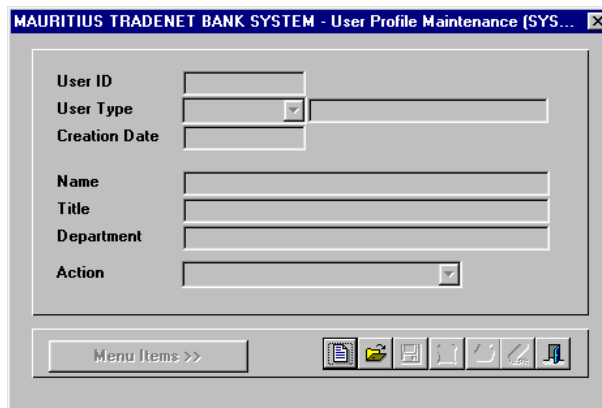 MAURITIUS TRADENET BANK SYSTEM - User Profile Maintenance (SYS...
User ID
User Type
Creation Date
Name
Title
Department
Action
Menu Items >>